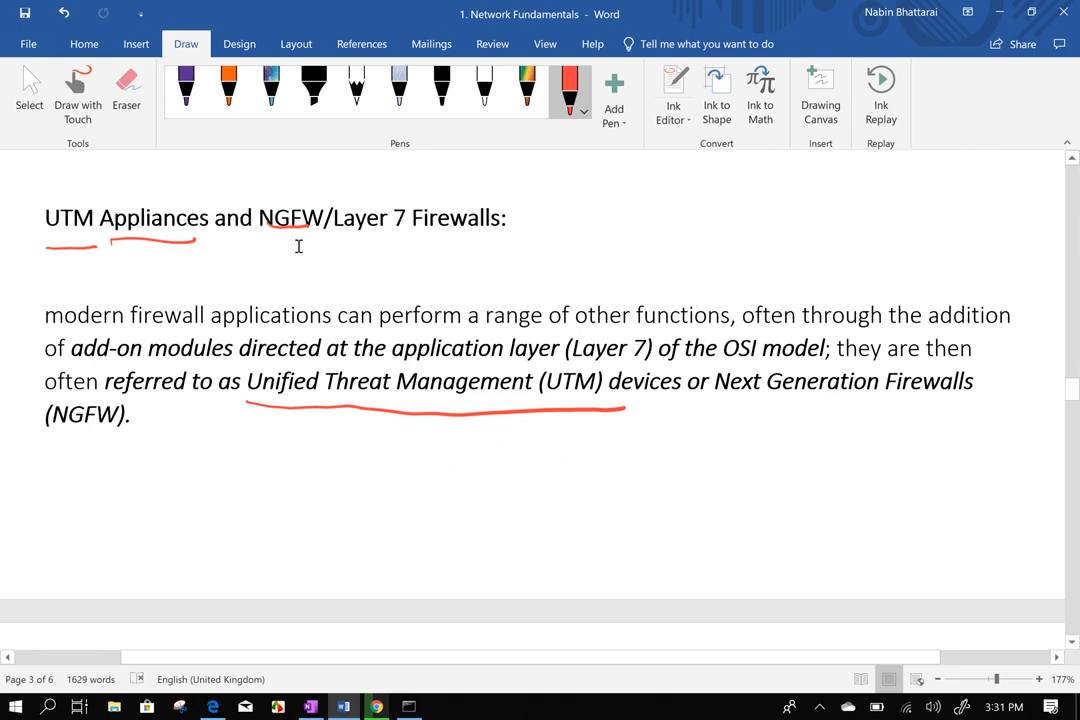 1. Network Fundamentals - Word
Nabin Bhattarai
File Home Insert Draw Design Layout References Mailings Review View Help Tell me what you want to do Share
Select
Draw with Touch
Eraser
Add Pen
Ink Editor
Ink to Shape
Ink to Math
Drawing Canvas
Ink Replay
Tools Pens Convert Insert Replay
UTM Appliances and NGFW/Layer 7 Firewalls:
modern firewall applications can perform a range of other functions, often through the addition
of add-on modules directed at the application layer (Layer 7) of the OSI model; they are then
often referred to as Unified Threat Management (UTM) devices or Next Generation Firewalls
(NGFW).
Page 3 of 6 1629 words English (United Kingdom) 177%
3:31 PM